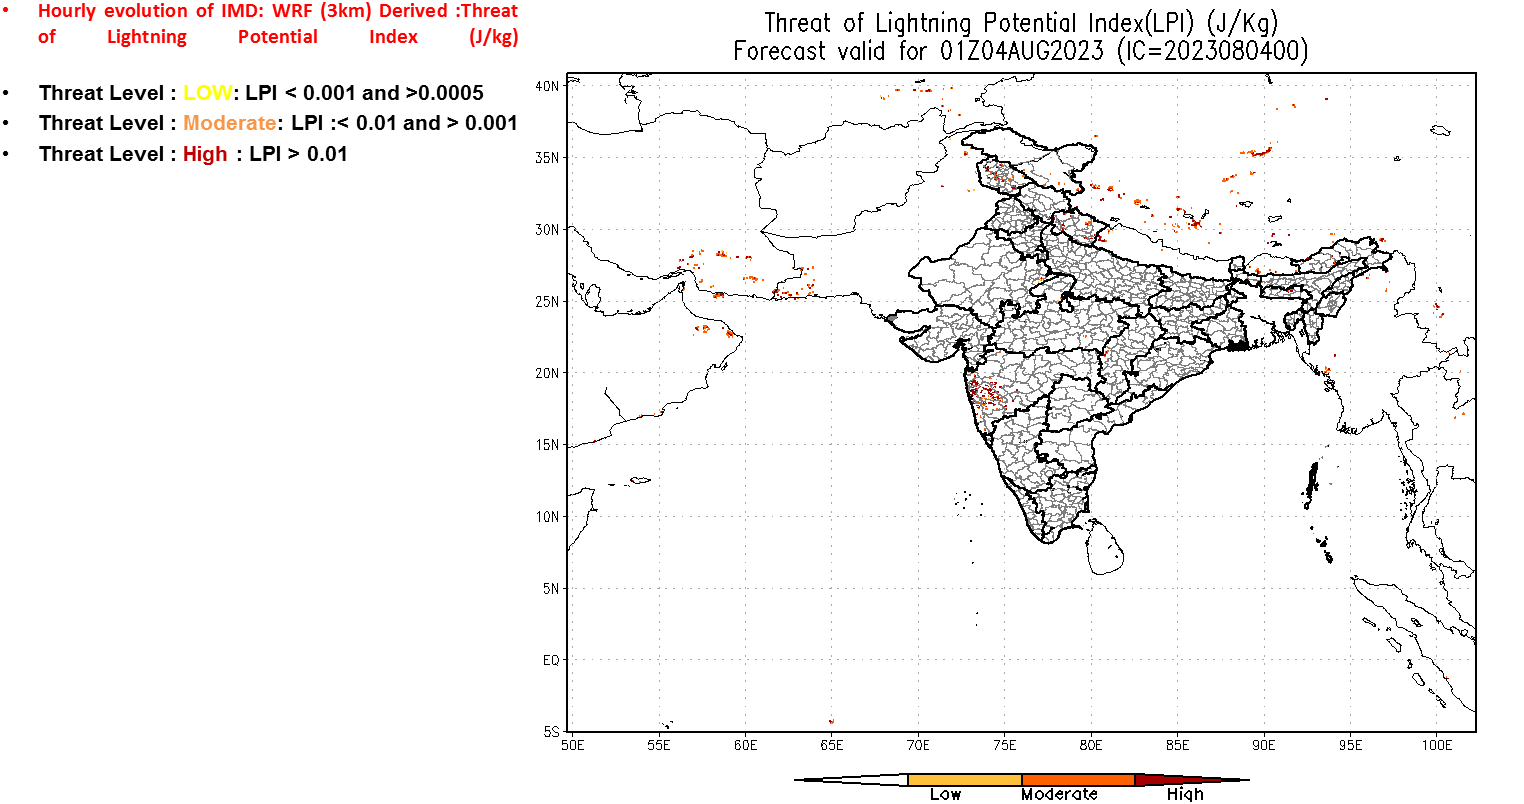 • Hourly evolution of IMD: WRF (3km) Derived :Threat
of Lightning Potential Index (J/kg)
• Threat Level : LOW: LPI < 0.001 and >0.0005
• Threat Level : Moderate: LPI :< 0.01 and > 0.001
• Threat Level : High : LPI > 0.01
Threat of Lightning Potential Index(LPI) (J/Kg)
Forecast valid for 01Z04AUG2023 (IC=2023080400)
40N
35N
30N
25N
20N
15N
10N
5N
EQ
5S
50E 55E 60E 65E 70E 75E 80E 85E 90E 95E 100E
Low Moderate High